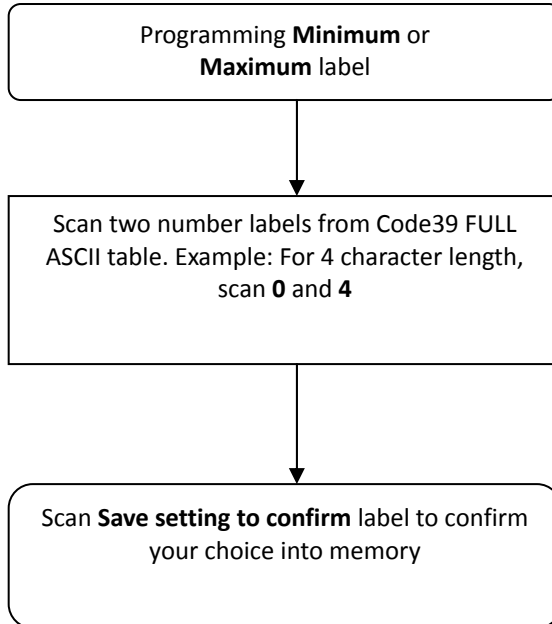 Programming Minimum or
Maximum label
Scan two number labels from Code39 FULL
ASCII table. Example: For 4 character length,
scan 0 and 4
Scan Save setting to confirm label to confirm
your choice into memory